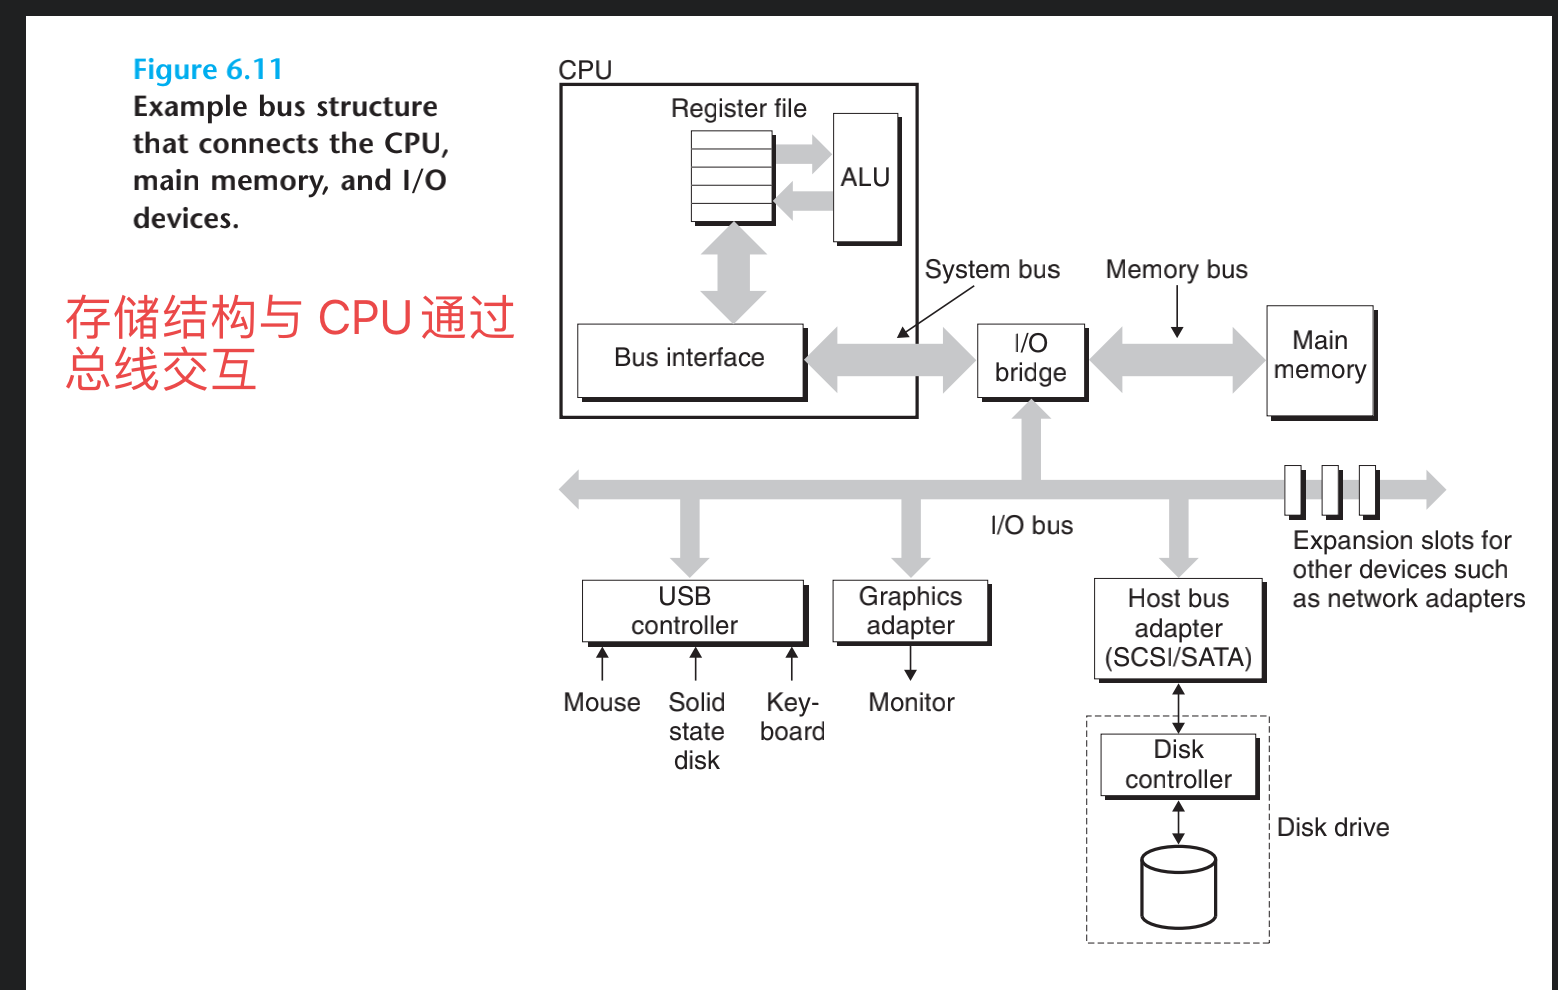 Figure 6.11
Example bus structure
that connects the CPU,
main memory, and I/O
devices.
存储结构与 CPU 通过
总线交互
CPU
Register file
ALU
System bus
Memory bus
Bus interface
I/O
bridge
Main
memory
I/O bus
Expansion slots for
other devices such
as network adapters
USB
controller
Graphics
adapter
Host bus
adapter
(SCSI/SATA)
Mouse
Solid
state
disk
Key-
board
Monitor
Disk
controller
Disk drive